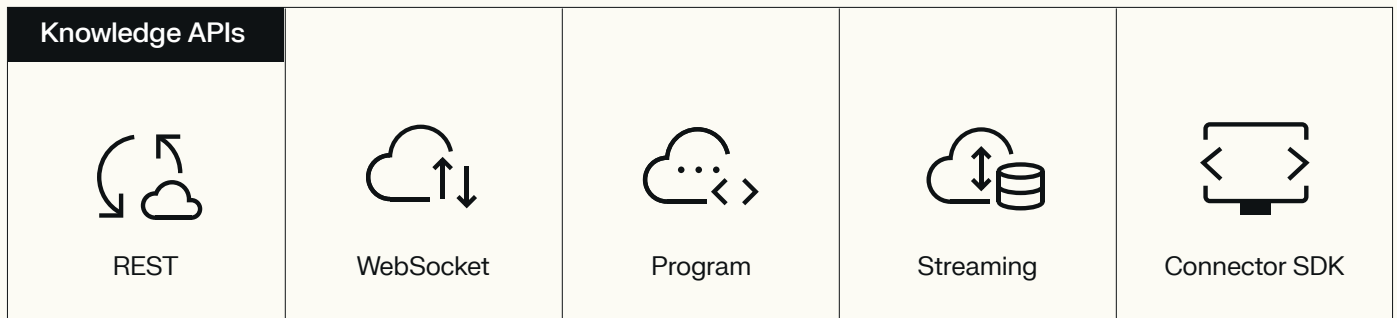 Knowledge APIs
REST
WebSocket
Program
Streaming
Connector SDK